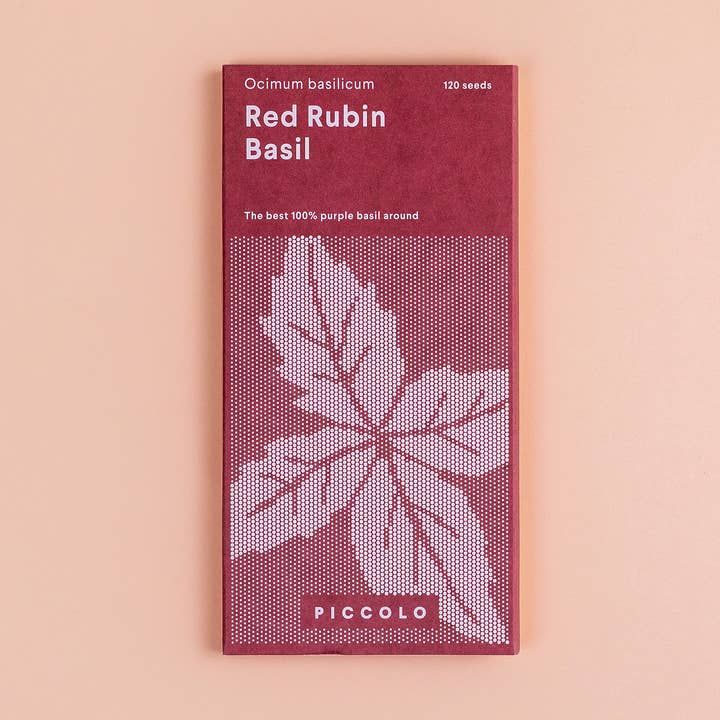 Ocimum basilicum
120 seeds
Red Rubin
Basil
The best 100% purple basil around
PICCOLO